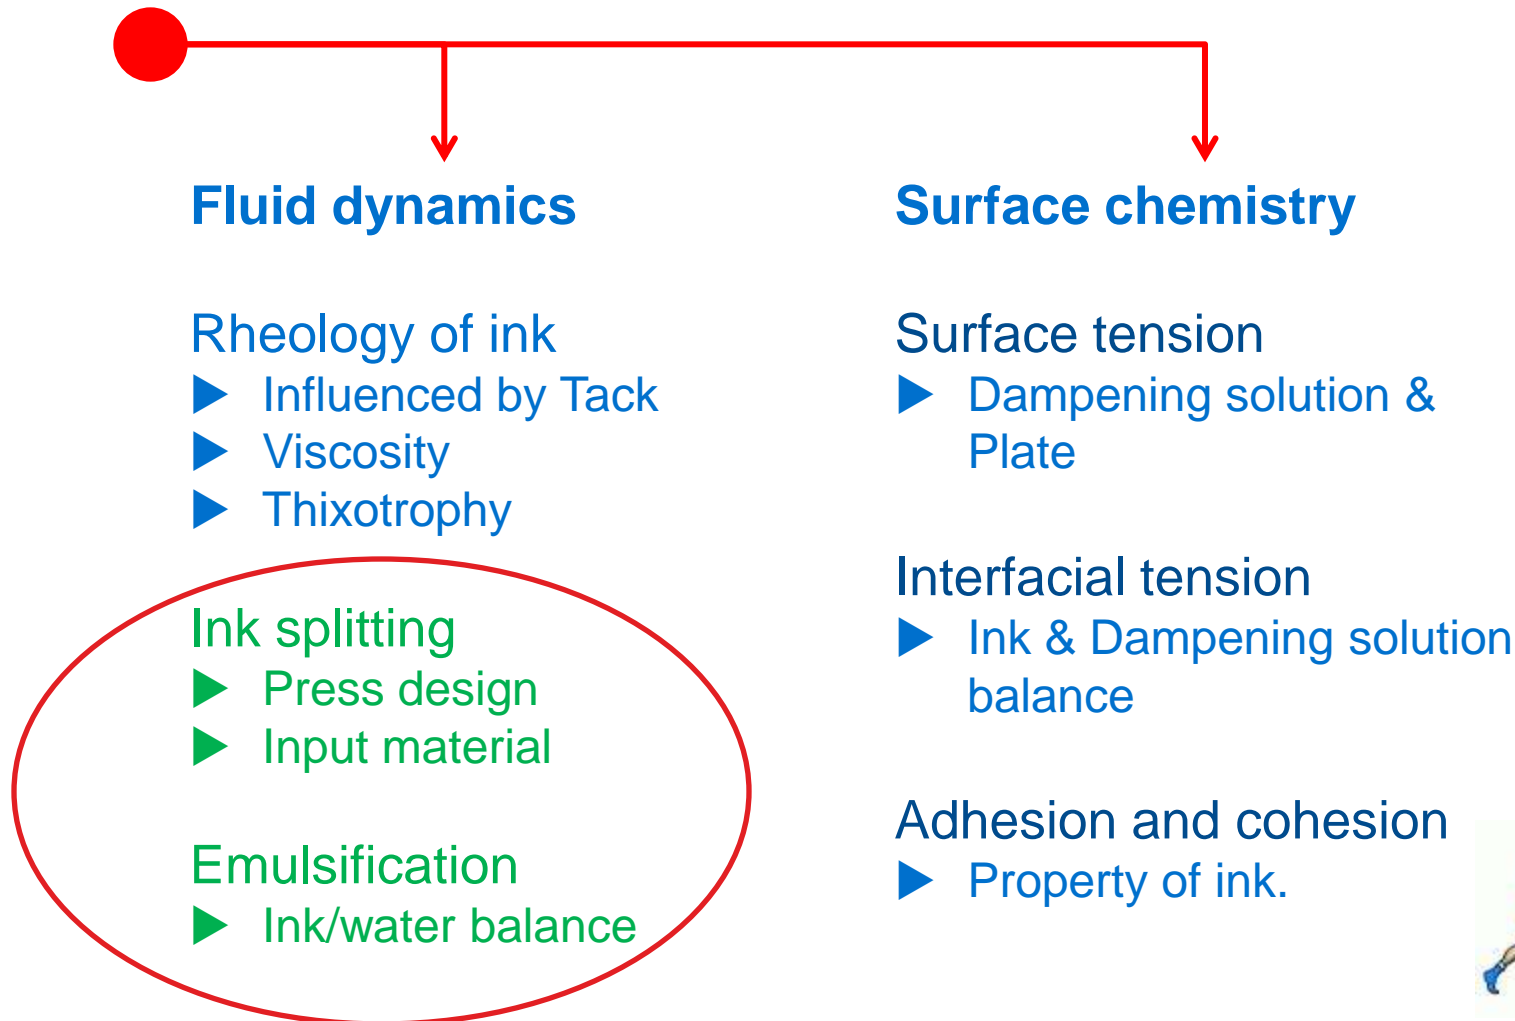 Fluid dynamics
Rheology of ink
▶ Influenced by Tack
▶ Viscosity
▶ Thixotrophy
Ink splitting
▶ Press design
▶ Input material
Emulsification
▶ Ink/water balance
Surface chemistry
Surface tension
▶ Dampening solution &
Plate
Interfacial tension
▶ Ink & Dampening solution
balance
Adhesion and cohesion
▶ Property of ink.